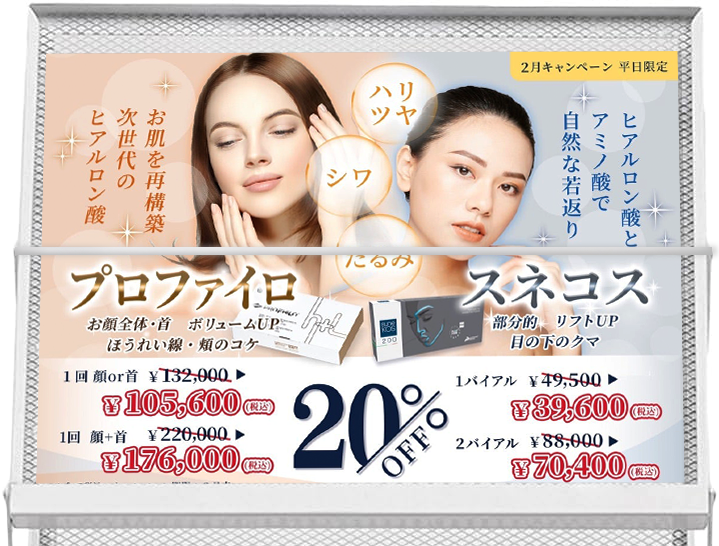 2月キャンペーン 平日限定
お肌を再構築
次世代の
ヒアルロン酸
ハリ
ツヤ
シワ
たるみ
ヒアルロン酸と
アミノ酸で
自然な若返り
プロファイロ
お顔全体・首 ボリュームUP
ほうれい線・頬のコケ
スネコス
部分的 リフトUP
目の下のクマ
200
1回 顔or首 ¥132,000▶
¥105,600(税込)
1回 顔+首 ¥220,000▶
¥176,000(税込)
20%
OFF
1バイアル ¥49,500▶
¥39,600(税込)
2バイアル ¥88,000▶
¥70,400(税込)